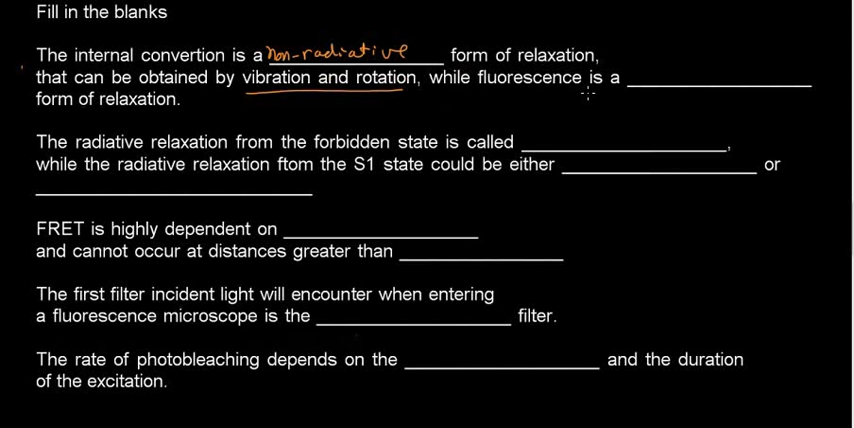 Fill in the blanks
The internal convertion is a non-radiative form of relaxation,
that can be obtained by vibration and rotation, while fluorescence is a
form of relaxation.
The radiative relaxation from the forbidden state is called ,
while the radiative relaxation ftom the S1 state could be either or
FRET is highly dependent on
and cannot occur at distances greater than
The first filter incident light will encounter when entering
a fluorescence microscope is the filter.
The rate of photobleaching depends on the and the duration
of the excitation.